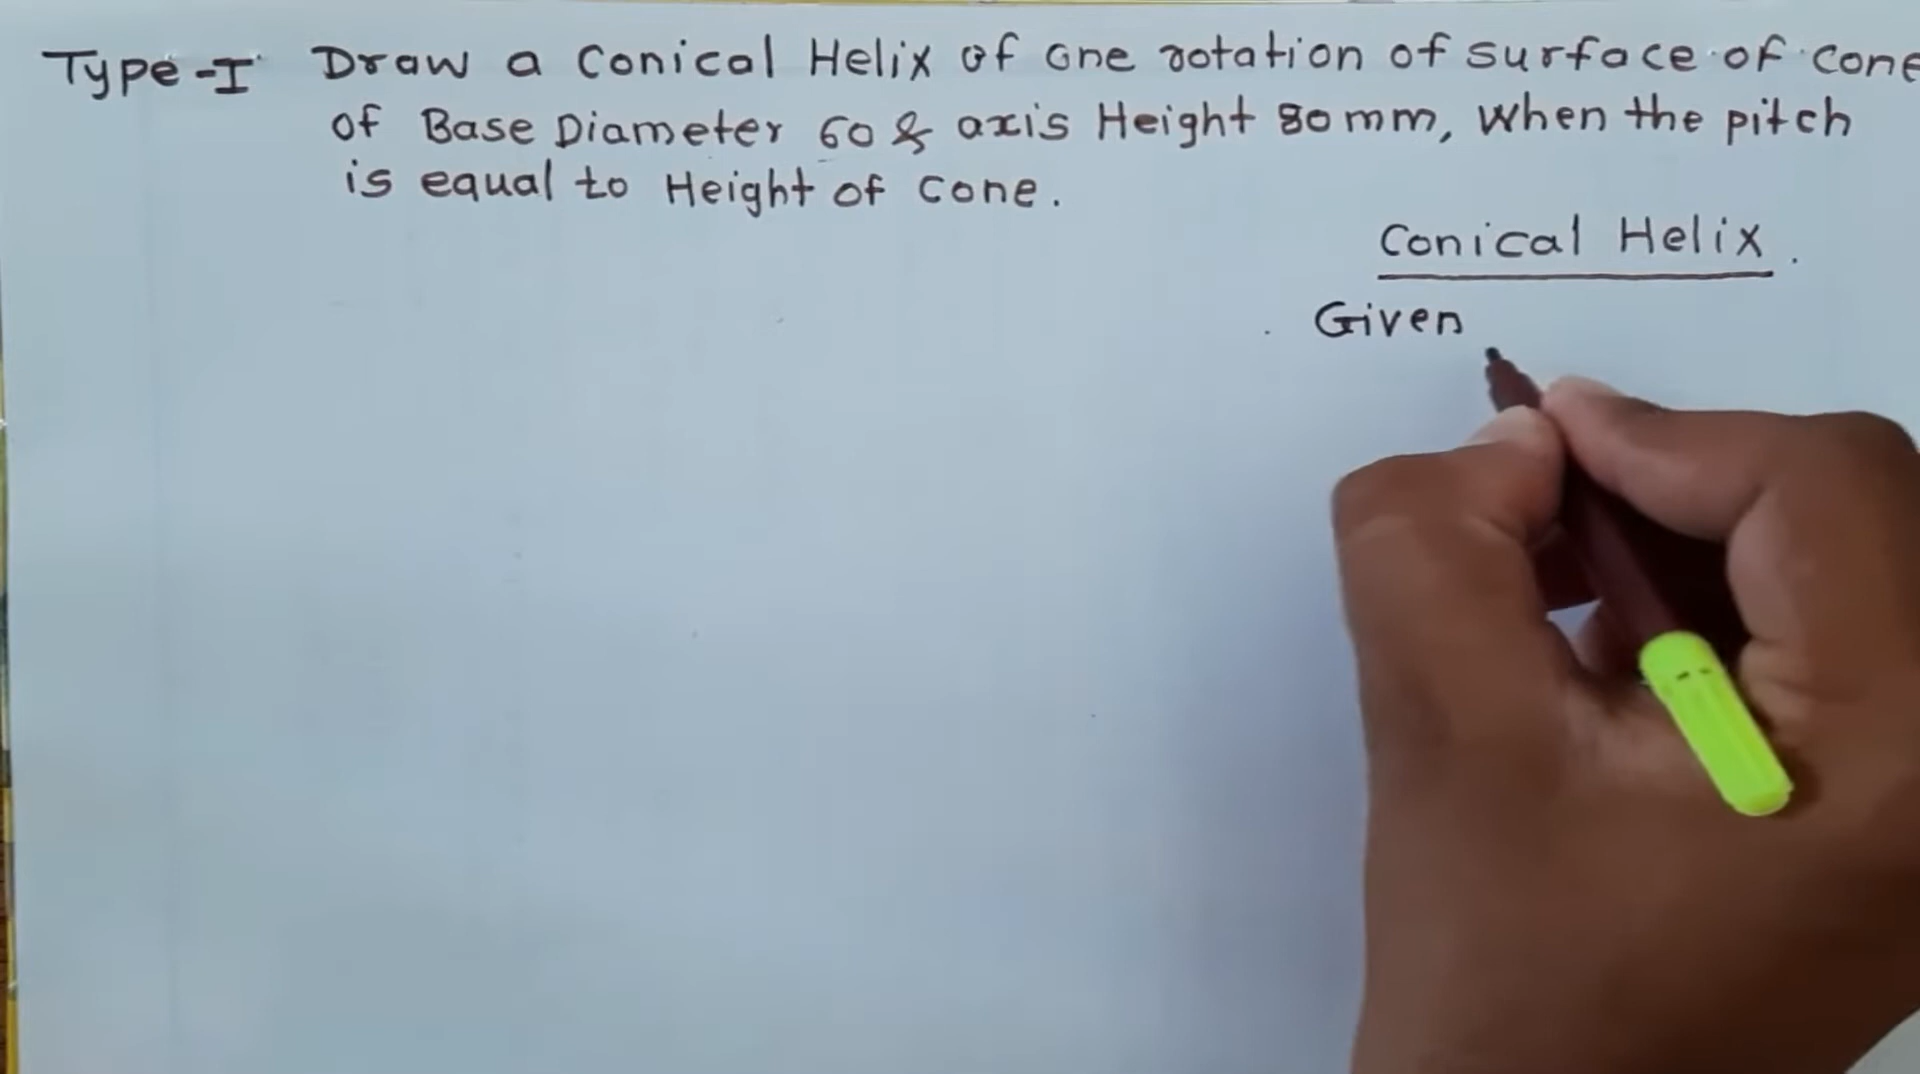 Type-I Draw a Conical Helix of one rotation of surface of cone
of Base Diameter 60 & axis Height 80 mm, when the pitch
is equal to Height of cone.
Conical Helix.
Given